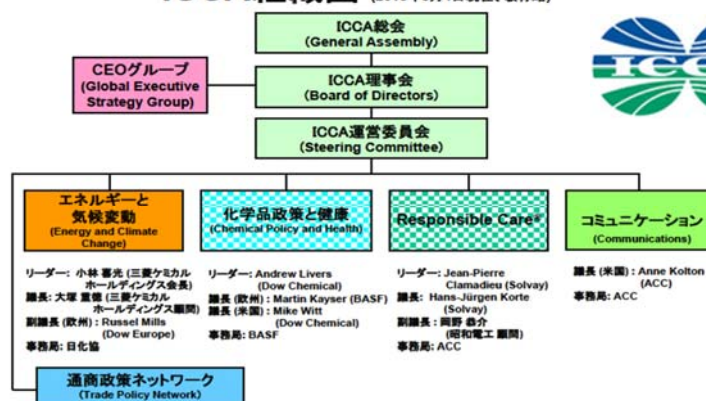 ICCA総会
(General Assembly)
CEOグループ
(Global Executive
Strategy Group)
ICCA理事会
(Board of Directors)
ICCA運営委員会
(Steering Committee)
エネルギーと
気候変動
(Energy and Climate
Change)
リーダー: 小林 喜光 (三菱ケミカル
ホールディングス会長)
議長: 大塚 重徳 (三菱ケミカル
ホールディングス顧問)
副議長 (欧州) : Russel Mills
(Dow Europe)
事務局: 日化協
化学品政策と健康
(Chemical Policy and Health)
リーダー: Andrew Livers
(Dow Chemical)
議長 (欧州) : Martin Kayser (BASF)
議長 (米国) : Mike Witt
(Dow Chemical)
事務局: BASF
Responsible Care®
リーダー: Jean-Pierre
Clamadieu (Solvay)
議長: Hans-Jürgen Korte
(Solvay)
副議長 : 岡野 恭介
(昭和電工 顧問)
事務局: ACC
コミュニケーション
(Communications)
議長 (米国) : Anne Kolton
(ACC)
事務局: ACC
通商政策ネットワーク
(Trade Policy Network)